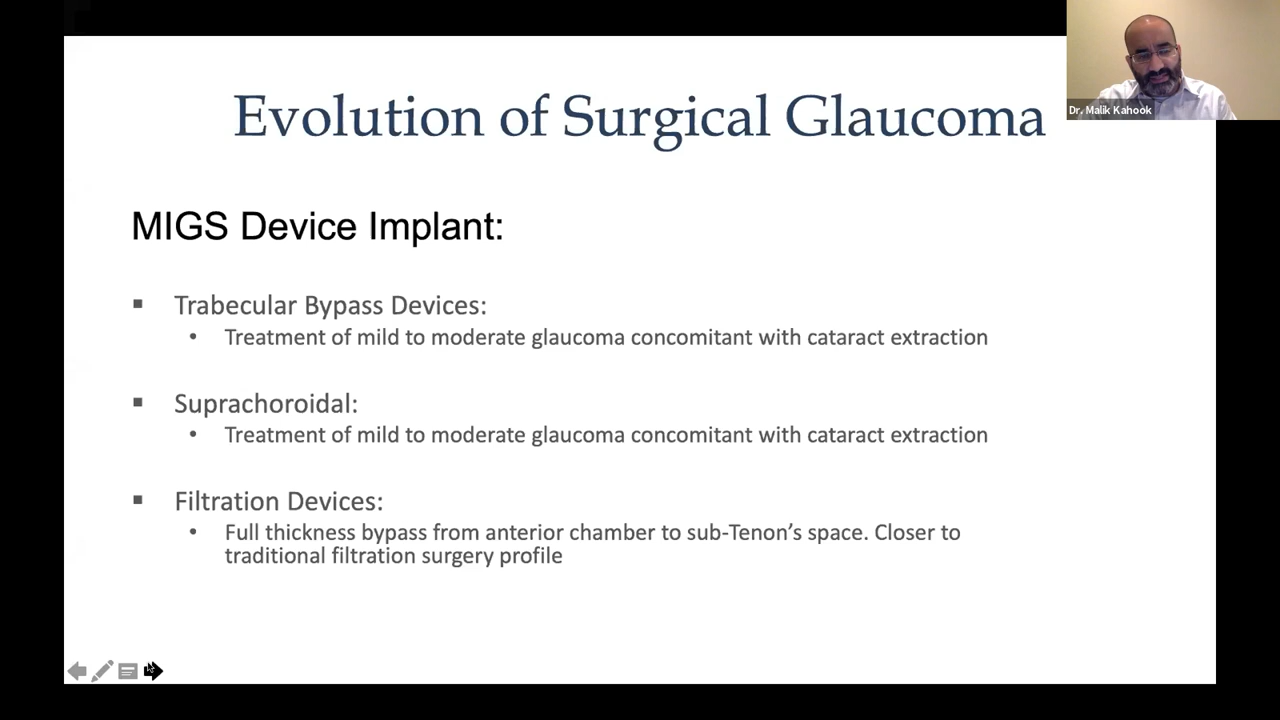 Dr. Malik Kahook
Evolution of Surgical Glaucoma
MIGS Device Implant:
▪ Trabecular Bypass Devices:
• Treatment of mild to moderate glaucoma concomitant with cataract extraction
▪ Suprachoroidal:
• Treatment of mild to moderate glaucoma concomitant with cataract extraction
▪ Filtration Devices:
• Full thickness bypass from anterior chamber to sub-Tenon’s space. Closer to
traditional filtration surgery profile